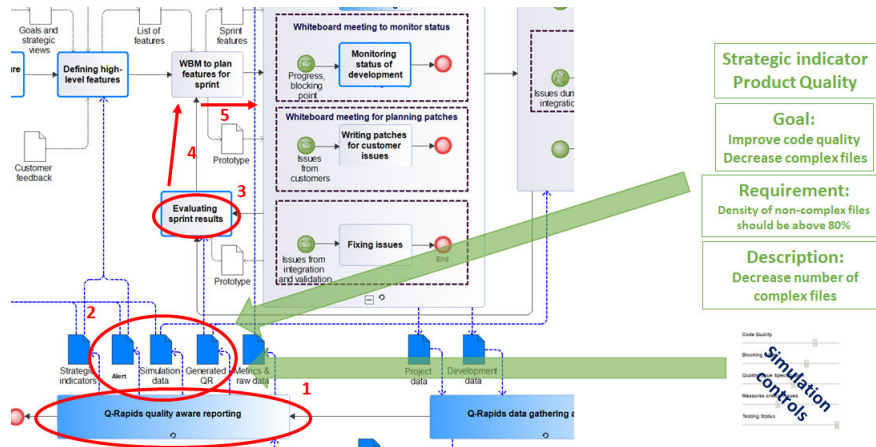 Goals and
strategic
views
List of
features
Sprint
features
Whiteboard meeting to monitor status
ure
Defining high-
level features
WBM to plan
features for
sprint
Progress,
blocking
point
Monitoring
status of
development
Issues duri
integration
5
4
3
Whiteboard meeting for planning patches
Customer
feedback
Prototype
Issues
from
customers
Writing patches
for customer
issues
Evaluating
sprint results
Prototype
Issues from
integration
and validation
Fixing issues
End
2
Strategic
indicators
Alert
Simulation
data
Generated
QR
Metrics &
raw data
Project
data
Development
data
1
Q-Rapids quality aware reporting
Q-Rapids data gathering a
Strategic indicator
Product Quality
Goal:
Improve code quality
Decrease complex files
Requirement:
Density of non-complex files
should be above 80%
Description:
Decrease number of
complex files
Code Quality
Blocking
Testing Status
Simulation
controls